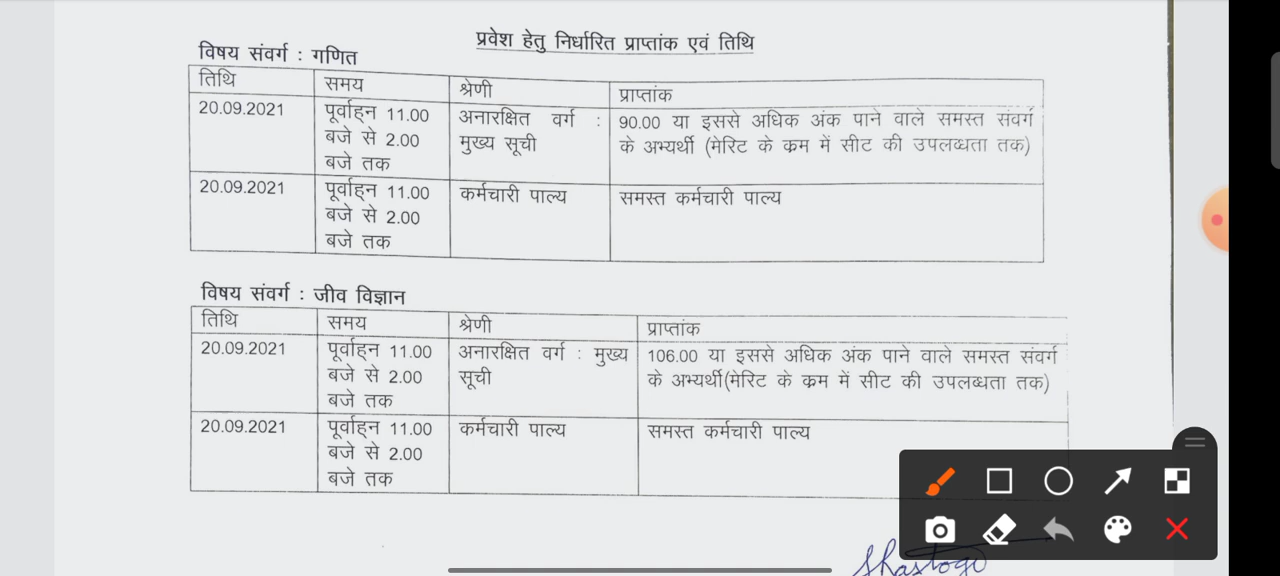 प्रवेश हेतु निर्धारित प्राप्तांक एवं तिथि
विषय संवर्ग : गणित
तिथि समय श्रेणी प्राप्तांक
20.09.2021 पूर्वाह्न 11.00 अनारक्षित वर्ग : 90.00 या इससे अधिक अंक पाने वाले समस्त संवर्ग
बजे से 2.00 मुख्य सूची के अभ्यर्थी (मेरिट के क्रम में सीट की उपलब्धता तक)
बजे तक
20.09.2021 पूर्वाह्न 11.00 कर्मचारी पाल्य समस्त कर्मचारी पाल्य
बजे से 2.00
बजे तक
विषय संवर्ग : जीव विज्ञान
तिथि समय श्रेणी प्राप्तांक
20.09.2021 पूर्वाह्न 11.00 अनारक्षित वर्ग : मुख्य 106.00 या इससे अधिक अंक पाने वाले समस्त संवर्ग
बजे से 2.00 सूची के अभ्यर्थी(मेरिट के क्रम में सीट की उपलब्धता तक)
बजे तक
20.09.2021 पूर्वाह्न 11.00 कर्मचारी पाल्य समस्त कर्मचारी पाल्य
बजे से 2.00
बजे तक